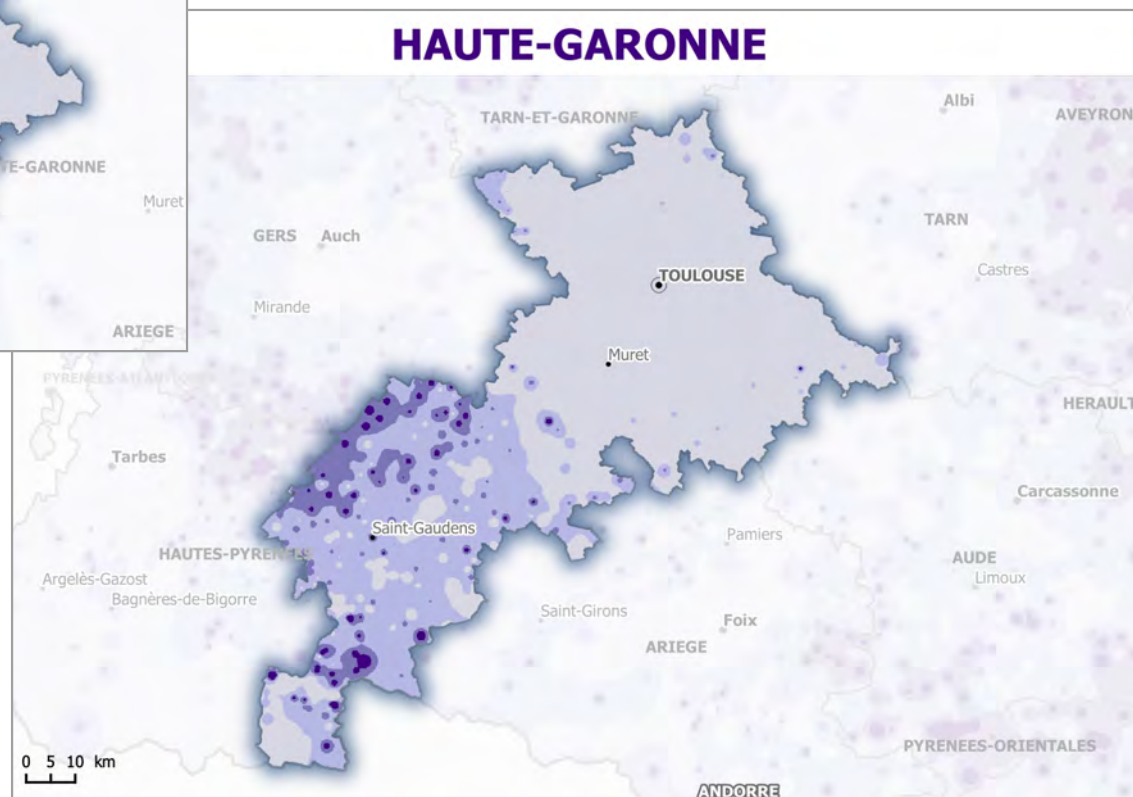 HAUTE-GARONNE
TARN-ET-GARONNE
Albi
AVEYRON
TE-GARONNE
Muret
GERS
Auch
TARN
Castres
TOULOUSE
Mirande
ARIEGE
Muret
PYRENEES-ATLANTIQUES
HERAULT
Tarbes
Carcassonne
Saint-Gaudens
Pamiers
HAUTES-PYRENEES
AUDE
Argelès-Gazost
Limoux
Bagnères-de-Bigorre
Saint-Girons
Foix
ARIEGE
PYRENEES-ORIENTALES
0 5 10 km
ANDORRE